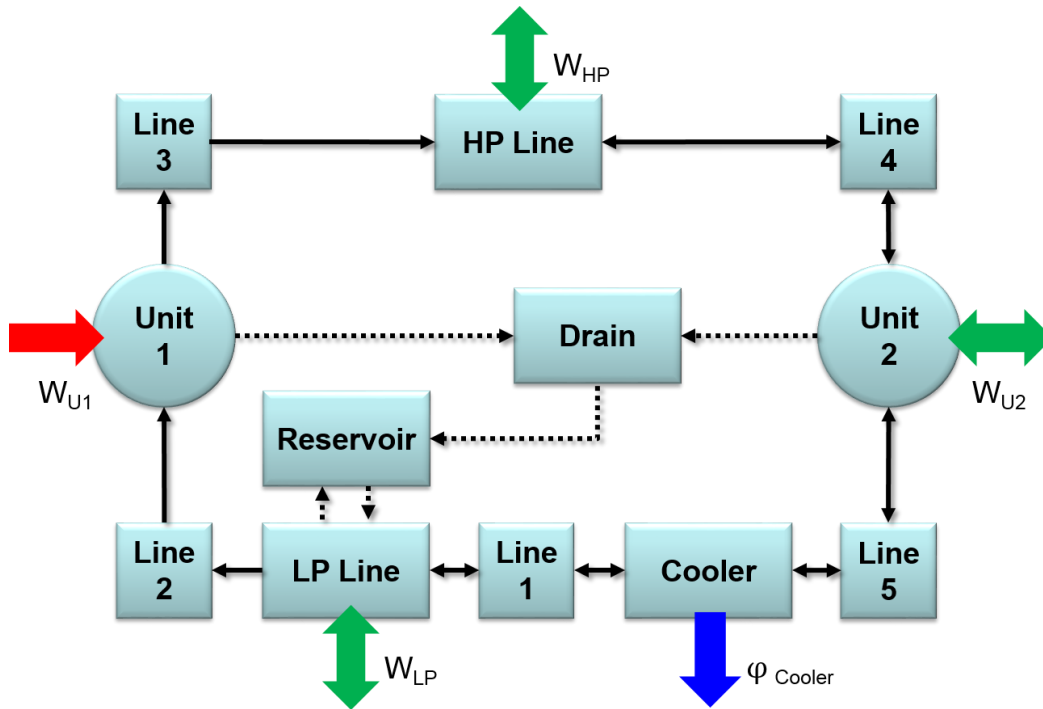 W_HP
Line
3
HP Line
Line
4
Unit
1
Drain
Unit
2
W_U1
W_U2
Reservoir
Line
2
LP Line
Line
1
Cooler
Line
5
W_LP
φ Cooler